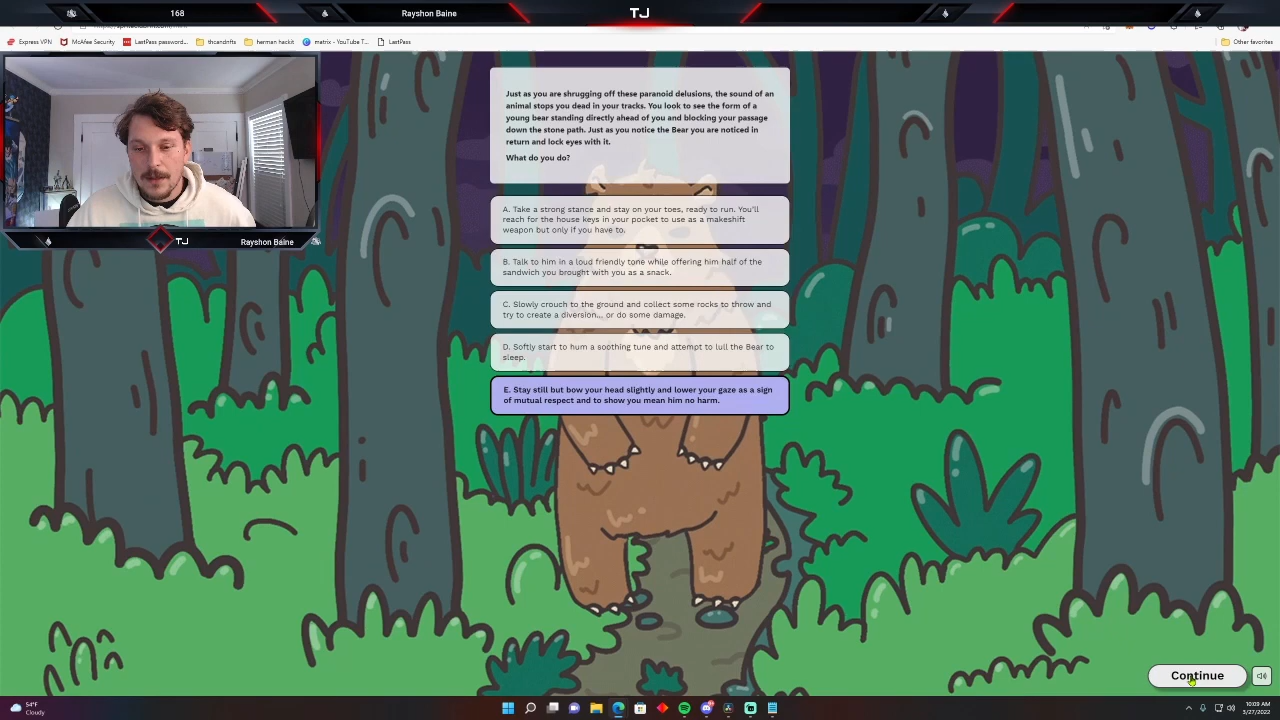 168
Rayshon Baine
TJ
Express VPN
McAfee Security
LastPass password...
thcandnfts
herman hackit
matrix - YouTube T...
LastPass
Other favorites
TJ
Rayshon Baine
Just as you are shrugging off these paranoid delusions, the sound of an
animal stops you dead in your tracks. You look to see the form of a
young bear standing directly ahead of you and blocking your passage
down the stone path. Just as you notice the Bear you are noticed in
return and lock eyes with it.
What do you do?
A. Take a strong stance and stay on your toes, ready to run. You'll
reach for the house keys in your pocket to use as a makeshift
weapon but only if you have to.
B. Talk to him in a loud friendly tone while offering him half of the
sandwich you brought with you as a snack.
C. Slowly crouch to the ground and collect some rocks to throw and
try to create a diversion... or do some damage.
D. Softly start to hum a soothing tune and attempt to lull the Bear to
sleep.
E. Stay still but bow your head slightly and lower your gaze as a sign
of mutual respect and to show you mean him no harm.
Continue
54°F
Cloudy
10:09 AM
3/27/2022